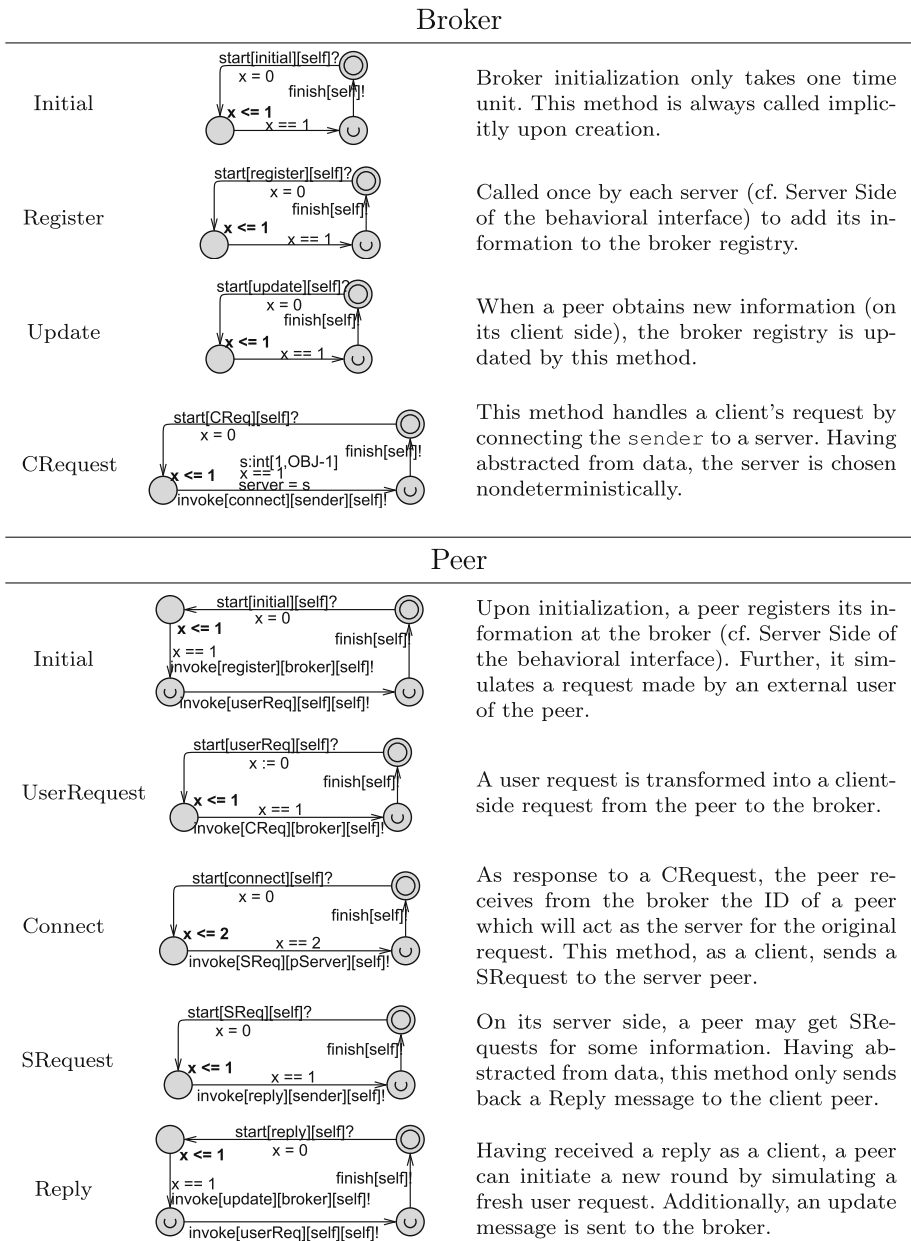 Broker
Initial
start[initial][self]?
x = 0
finish[self]!
x <= 1
x == 1
Broker initialization only takes one time
unit. This method is always called implic-
itly upon creation.
Register
start[register][self]?
x = 0
finish[self]!
x <= 1
x == 1
Called once by each server (cf. Server Side
of the behavioral interface) to add its in-
formation to the broker registry.
Update
start[update][self]?
x = 0
finish[self]!
x <= 1
x == 1
When a peer obtains new information (on
its client side), the broker registry is up-
dated by this method.
CRequest
start[CReq][self]?
x = 0
finish[self]!
s:int[1,OBJ-1]
x <= 1
x == 1
server = s
invoke[connect][sender][self]!
This method handles a client's request by
connecting the sender to a server. Having
abstracted from data, the server is chosen
nondeterministically.
Peer
Initial
start[initial][self]?
x = 0
x <= 1
finish[self]!
x == 1
invoke[register][broker][self]!
invoke[userReq][self][self]!
Upon initialization, a peer registers its in-
formation at the broker (cf. Server Side of
the behavioral interface). Further, it sim-
ulates a request made by an external user
of the peer.
UserRequest
start[userReq][self]?
x := 0
finish[self]!
x <= 1
x == 1
invoke[CReq][broker][self]!
A user request is transformed into a client-
side request from the peer to the broker.
Connect
start[connect][self]?
x = 0
finish[self]!
x <= 2
x == 2
invoke[SReq][pServer][self]!
As response to a CRequest, the peer re-
ceives from the broker the ID of a peer
which will act as the server for the original
request. This method, as a client, sends a
SRequest to the server peer.
SRequest
start[SReq][self]?
x = 0
finish[self]!
x <= 1
x == 1
invoke[reply][sender][self]!
On its server side, a peer may get SRe-
quests for some information. Having ab-
stracted from data, this method only sends
back a Reply message to the client peer.
Reply
start[reply][self]?
x = 0
x <= 1
finish[self]!
x == 1
invoke[update][broker][self]!
invoke[userReq][self][self]!
Having received a reply as a client, a peer
can initiate a new round by simulating a
fresh user request. Additionally, an update
message is sent to the broker.